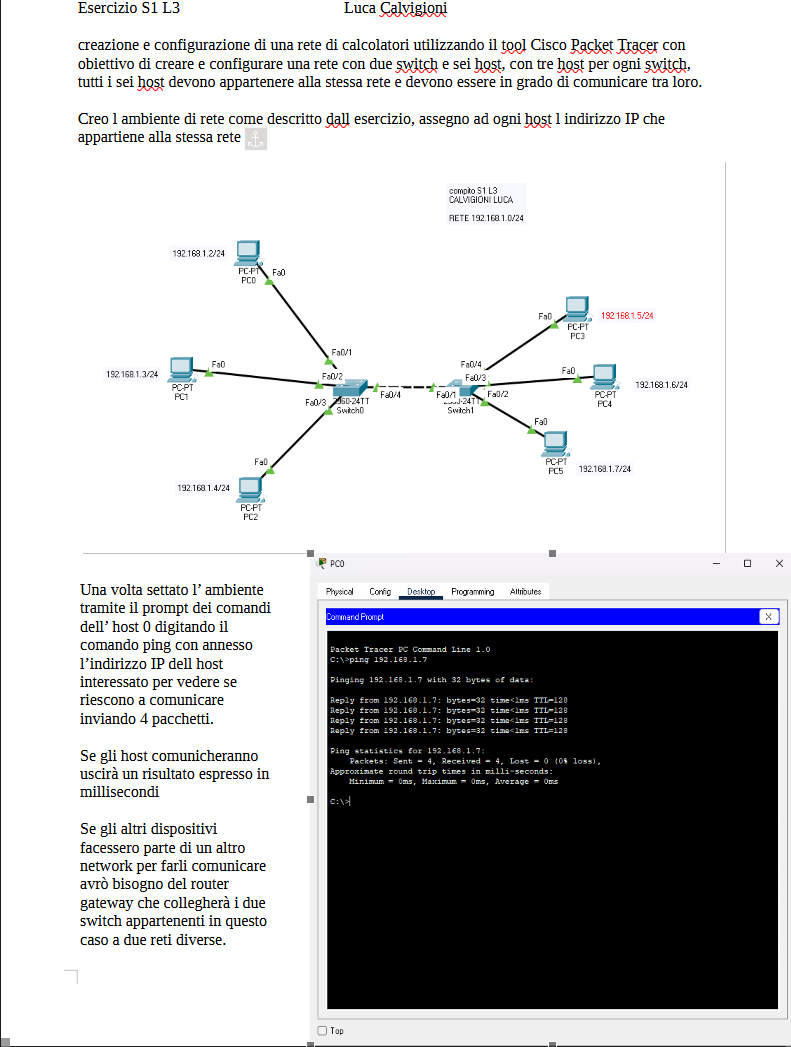 Esercizio S1 L3 Luca Calvigioni
creazione e configurazione di una rete di calcolatori utilizzando il tool Cisco Packet Tracer con
obiettivo di creare e configurare una rete con due switch e sei host, con tre host per ogni switch,
tutti i sei host devono appartenere alla stessa rete e devono essere in grado di comunicare tra loro.
Creo l ambiente di rete come descritto dall esercizio, assegno ad ogni host l indirizzo IP che
appartiene alla stessa rete
compito S1 L3
CALVIGIONI LUCA
RETE 192.168.1.0/24
192.168.1.2/24
PC-PT
PC0
Fa0
Fa0/1
192.168.1.3/24
PC-PT
PC1
Fa0
Fa0/2
192.168.1.4/24
PC-PT
PC2
Fa0
Fa0/3
2960-24TT
Switch0
Fa0/4
Fa0/1
-24TT
Switch1
Fa0/4
Fa0/3
Fa0/2
Fa0
PC-PT
PC3
192.168.1.5/24
Fa0
PC-PT
PC4
192.168.1.6/24
Fa0
PC-PT
PC5
192.168.1.7/24
Una volta settato l’ ambiente
tramite il prompt dei comandi
dell’ host 0 digitando il
comando ping con annesso
l’indirizzo IP dell host
interessato per vedere se
riescono a comunicare
inviando 4 pacchetti.
Se gli host comunicheranno
uscirà un risultato espresso in
millisecondi
Se gli altri dispositivi
facessero parte di un altro
network per farli comunicare
avrò bisogno del router
gateway che collegherà i due
switch appartenenti in questo
caso a due reti diverse.
PC0
Physical Config Desktop Programming Attributes
Command Prompt
X
Packet Tracer PC Command Line 1.0
C:\>ping 192.168.1.7
Pinging 192.168.1.7 with 32 bytes of data:
Reply from 192.168.1.7: bytes=32 time<1ms TTL=128
Reply from 192.168.1.7: bytes=32 time<1ms TTL=128
Reply from 192.168.1.7: bytes=32 time<1ms TTL=128
Reply from 192.168.1.7: bytes=32 time<1ms TTL=128
Ping statistics for 192.168.1.7:
Packets: Sent = 4, Received = 4, Lost = 0 (0% loss),
Approximate round trip times in milli-seconds:
Minimum = 0ms, Maximum = 0ms, Average = 0ms
C:\>
Top